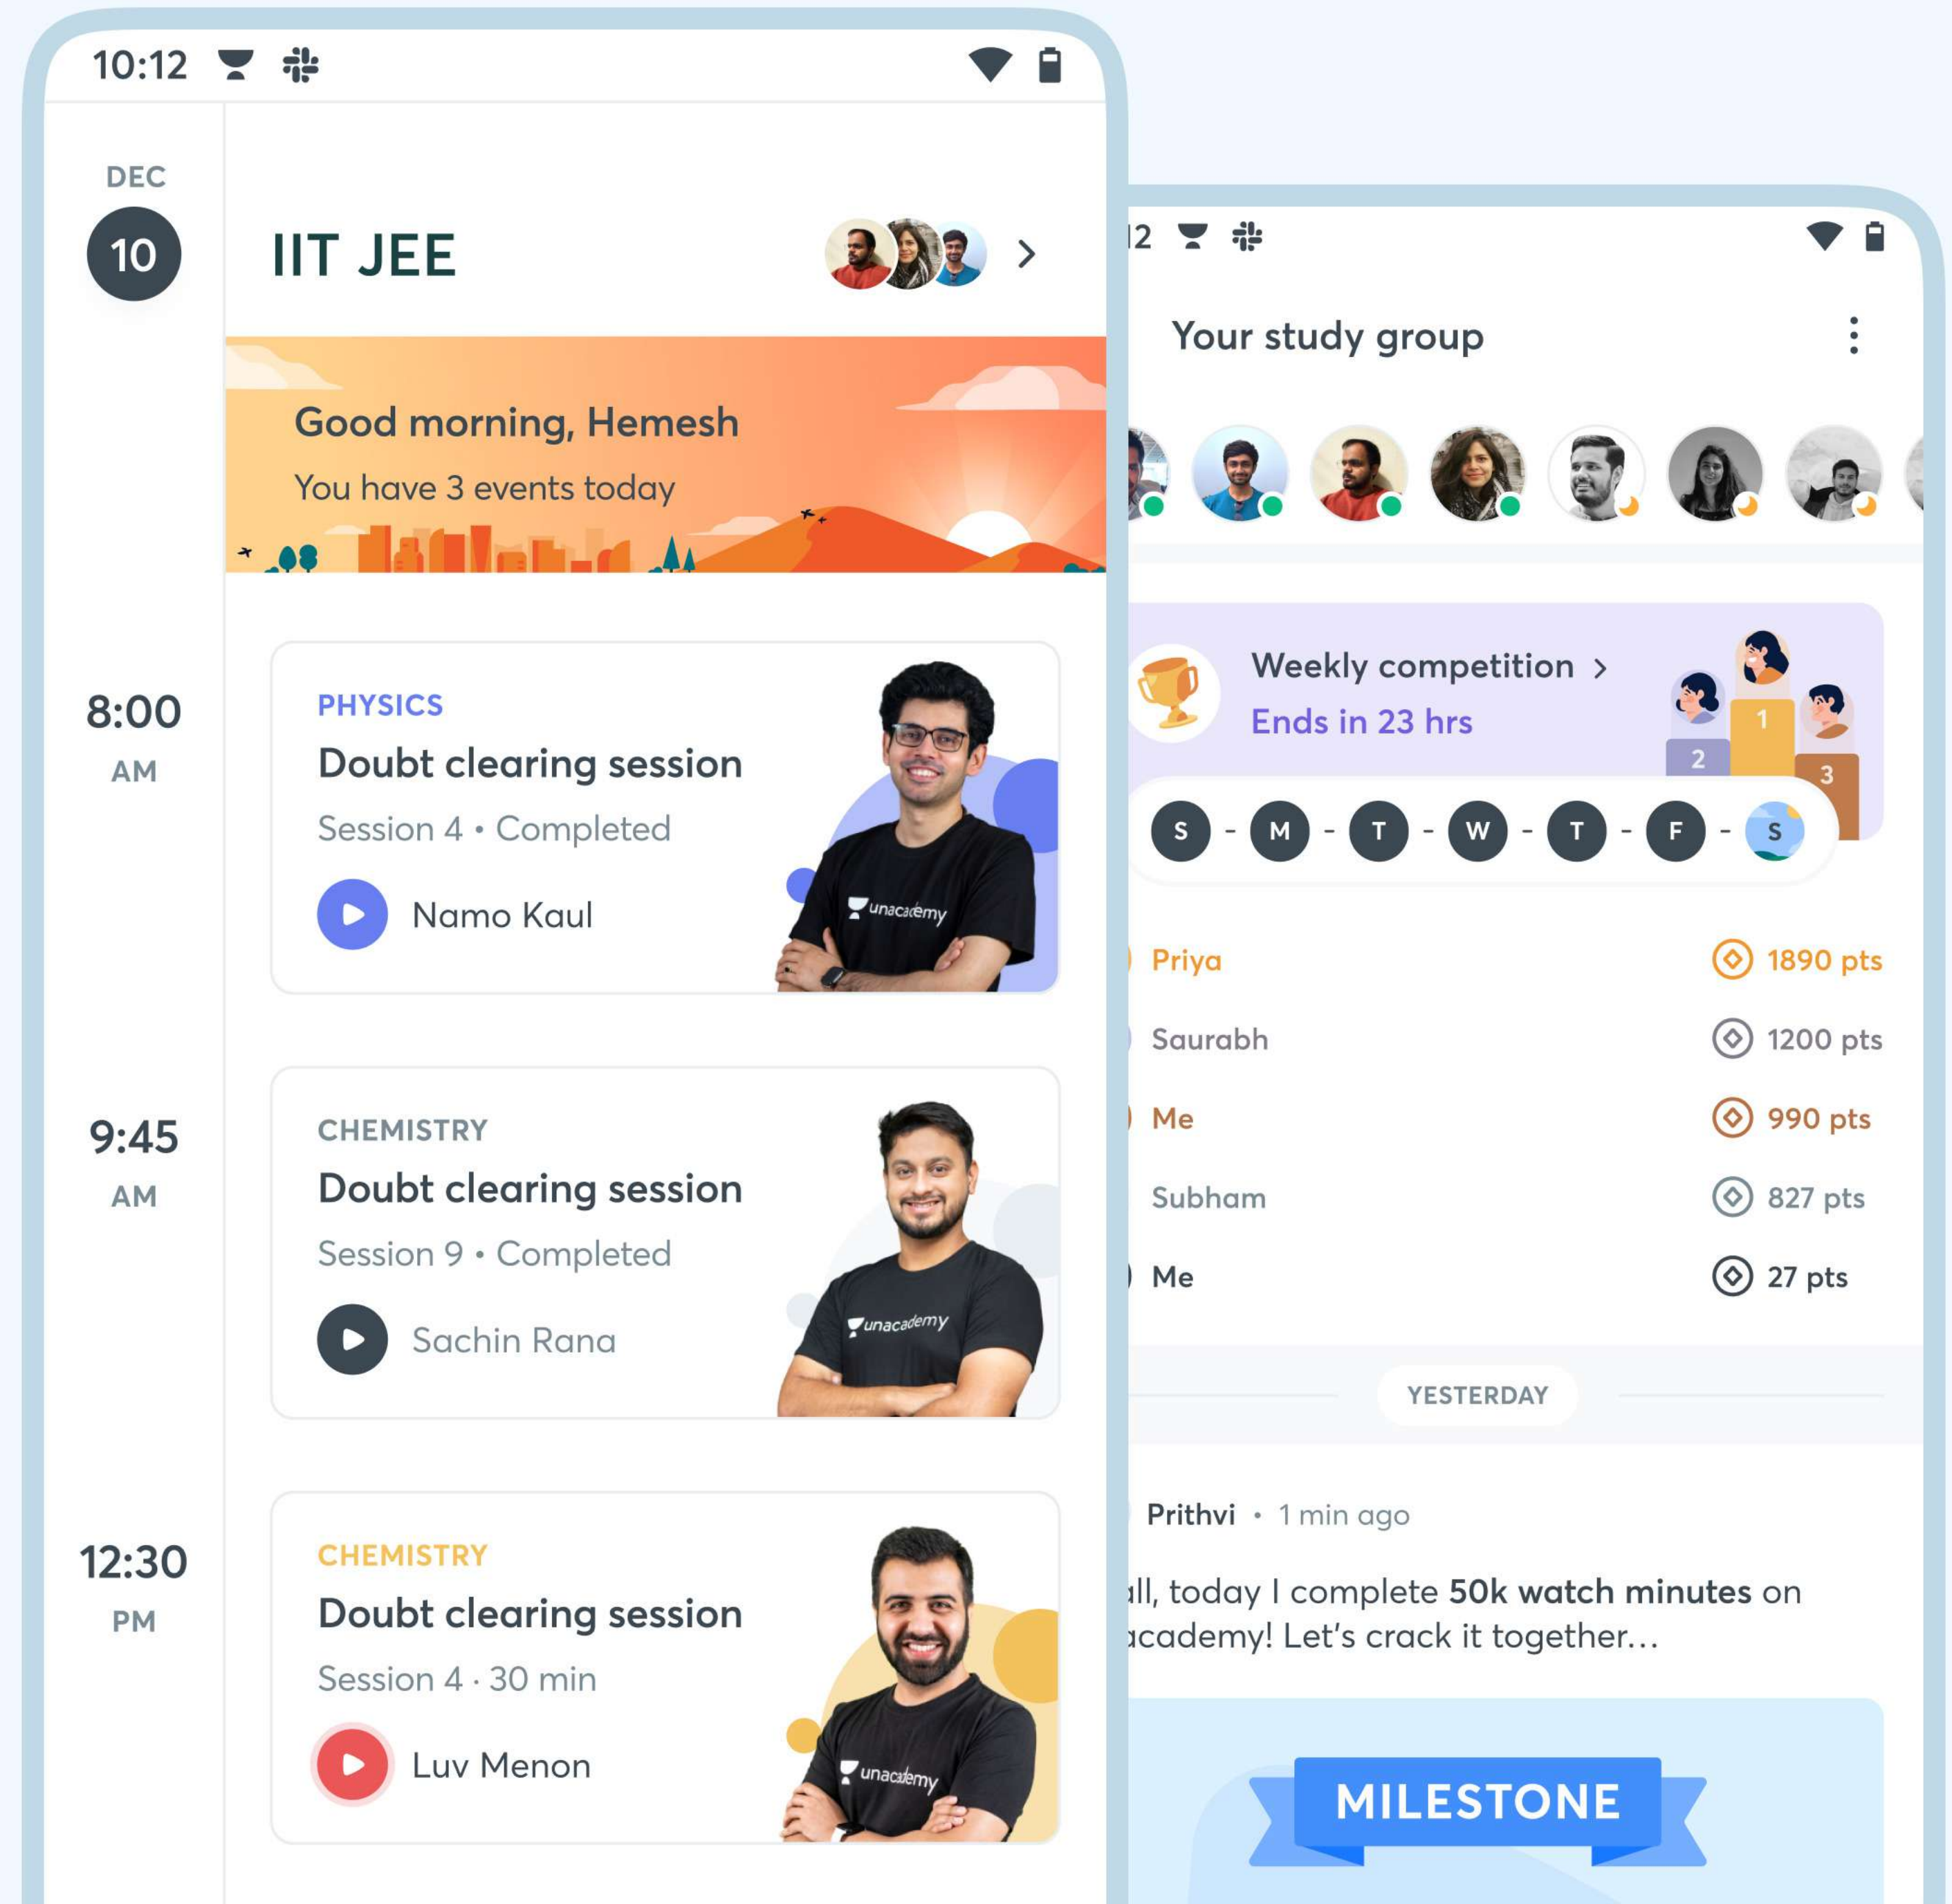 10:12
DEC
10
IIT JEE
Good morning, Hemesh
You have 3 events today
8:00
AM
PHYSICS
Doubt clearing session
Session 4 • Completed
Namo Kaul
unacademy
9:45
AM
CHEMISTRY
Doubt clearing session
Session 9 • Completed
Sachin Rana
unacademy
12:30
PM
CHEMISTRY
Doubt clearing session
Session 4 · 30 min
Luv Menon
unacademy
12
Your study group
Weekly competition >
Ends in 23 hrs
1
2
3
S - M - T - W - T - F - S
Priya 1890 pts
Saurabh 1200 pts
Me 990 pts
Subham 827 pts
Me 27 pts
YESTERDAY
Prithvi • 1 min ago
all, today I complete 50k watch minutes on
academy! Let's crack it together...
MILESTONE